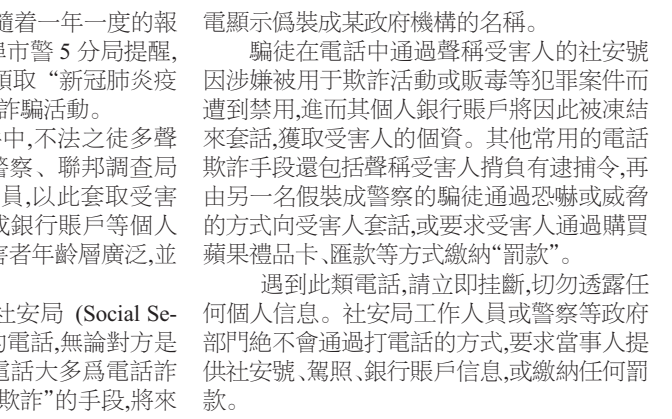 隨着一年一度的報
埠市警 5 分局提醒,
領取“新冠肺炎疫
詐騙活動。
中,不法之徒多聲
警察、聯邦調查局
員,以此套取受害
或銀行賬戶等個人
害者年齡層廣泛,並
社安局 (Social Se-
的電話,無論對方是
電話大多爲電話詐
欺詐”的手段,將來
電顯示僞裝成某政府機構的名稱。
騙徒在電話中通過聲稱受害人的社安號
因涉嫌被用于欺詐活動或販毒等犯罪案件而
遭到禁用,進而其個人銀行賬戶將因此被凍結
來套話,獲取受害人的個資。其他常用的電話
欺詐手段還包括聲稱受害人揹負有逮捕令,再
由另一名假裝成警察的騙徒通過恐嚇或威脅
的方式向受害人套話,或要求受害人通過購買
蘋果禮品卡、匯款等方式繳納“罰款”。
遇到此類電話,請立即挂斷,切勿透露任
何個人信息。社安局工作人員或警察等政府
部門絶不會通過打電話的方式,要求當事人提
供社安號、駕照、銀行賬戶信息,或繳納任何罰
款。